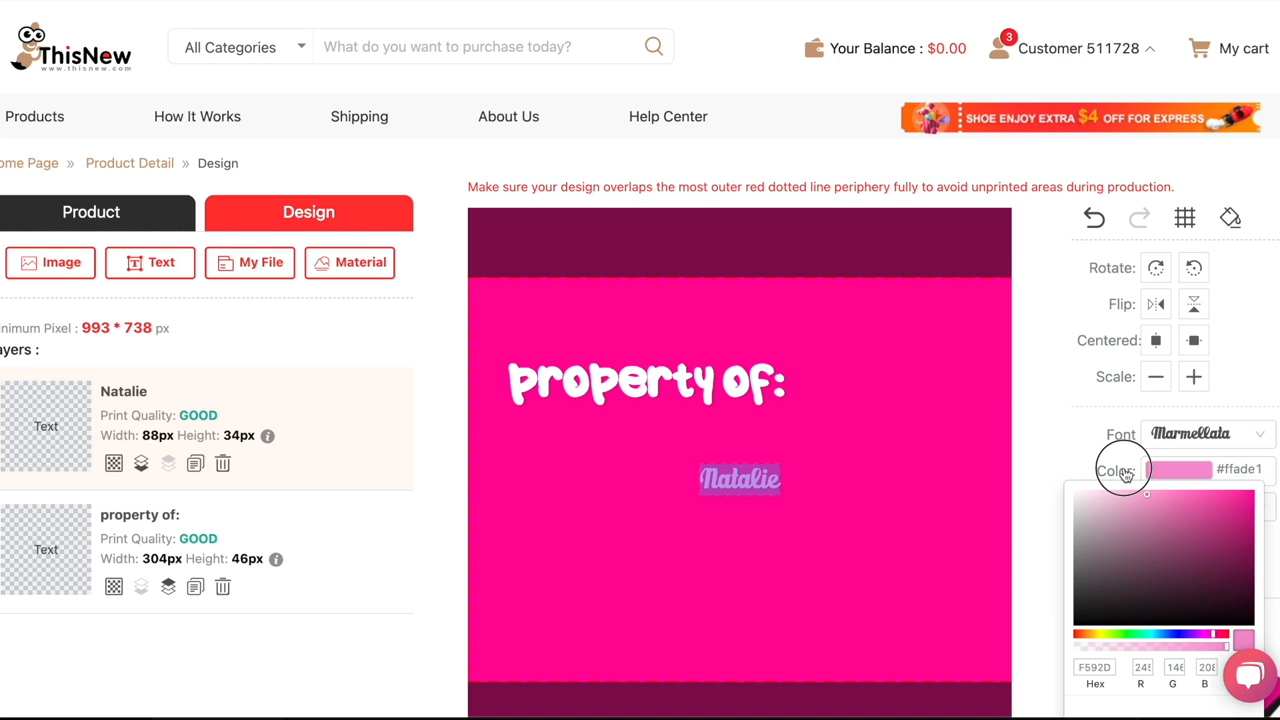 ThisNew
www.thisnew.com
All Categories
What do you want to purchase today?
Your Balance : $0.00
3
Customer 511728
My cart
Products
How It Works
Shipping
About Us
Help Center
SHOE ENJOY EXTRA $4 OFF FOR EXPRESS
ome Page » Product Detail » Design
Make sure your design overlaps the most outer red dotted line periphery fully to avoid unprinted areas during production.
Product
Design
Image
Text
My File
Material
nimum Pixel : 993 * 738 px
ayers :
Text
Natalie
Print Quality: GOOD
Width: 88px Height: 34px
Text
property of:
Print Quality: GOOD
Width: 304px Height: 46px
property of:
Natalie
Rotate:
Flip:
Centered:
Scale:
Font
Marmellata
Color:
#ffade1
F592D
Hex
R
G
B